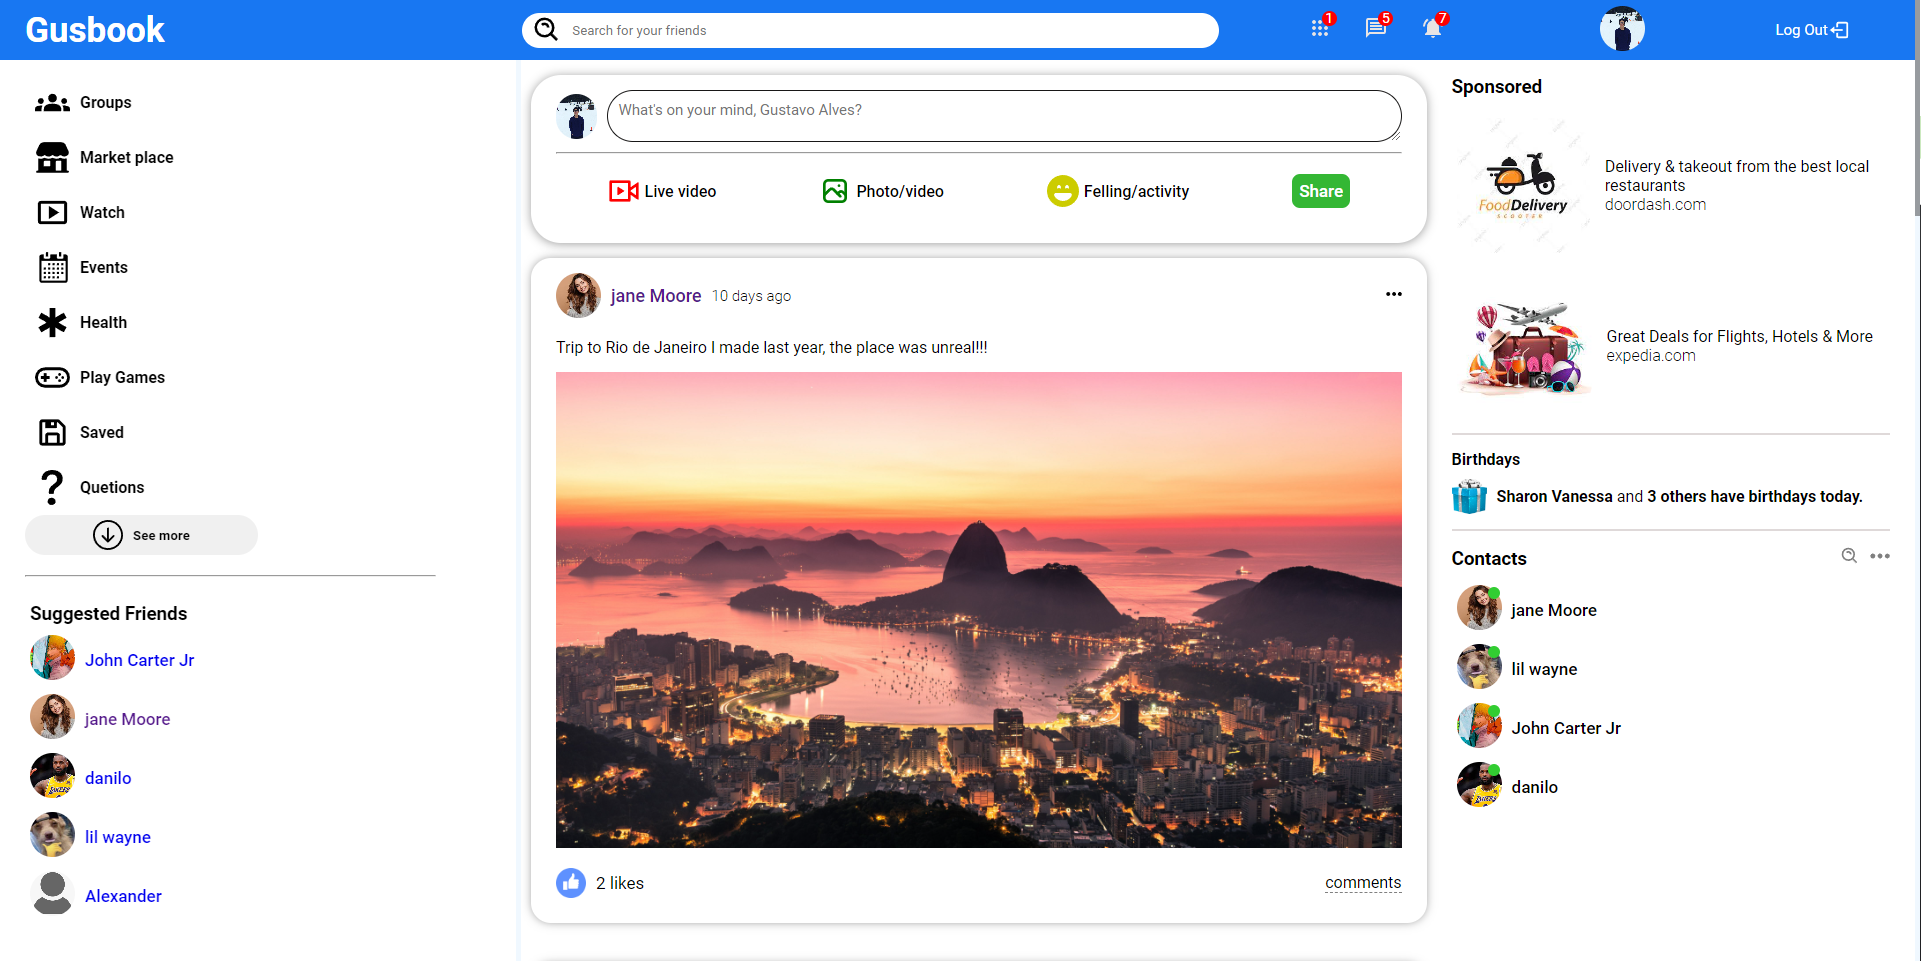 Gusbook
Search for your friends
1
5
7
Log Out
Groups
Market place
Watch
Events
Health
Play Games
Saved
Quetions
See more
Suggested Friends
John Carter Jr
jane Moore
danilo
lil wayne
Alexander
What's on your mind, Gustavo Alves?
Live video
Photo/video
Felling/activity
Share
jane Moore 10 days ago
Trip to Rio de Janeiro I made last year, the place was unreal!!!
2 likes
comments
Sponsored
FoodDelivery
SCOOTER
Delivery & takeout from the best local
restaurants
doordash.com
Great Deals for Flights, Hotels & More
expedia.com
Birthdays
Sharon Vanessa and 3 others have birthdays today.
Contacts
jane Moore
lil wayne
John Carter Jr
danilo